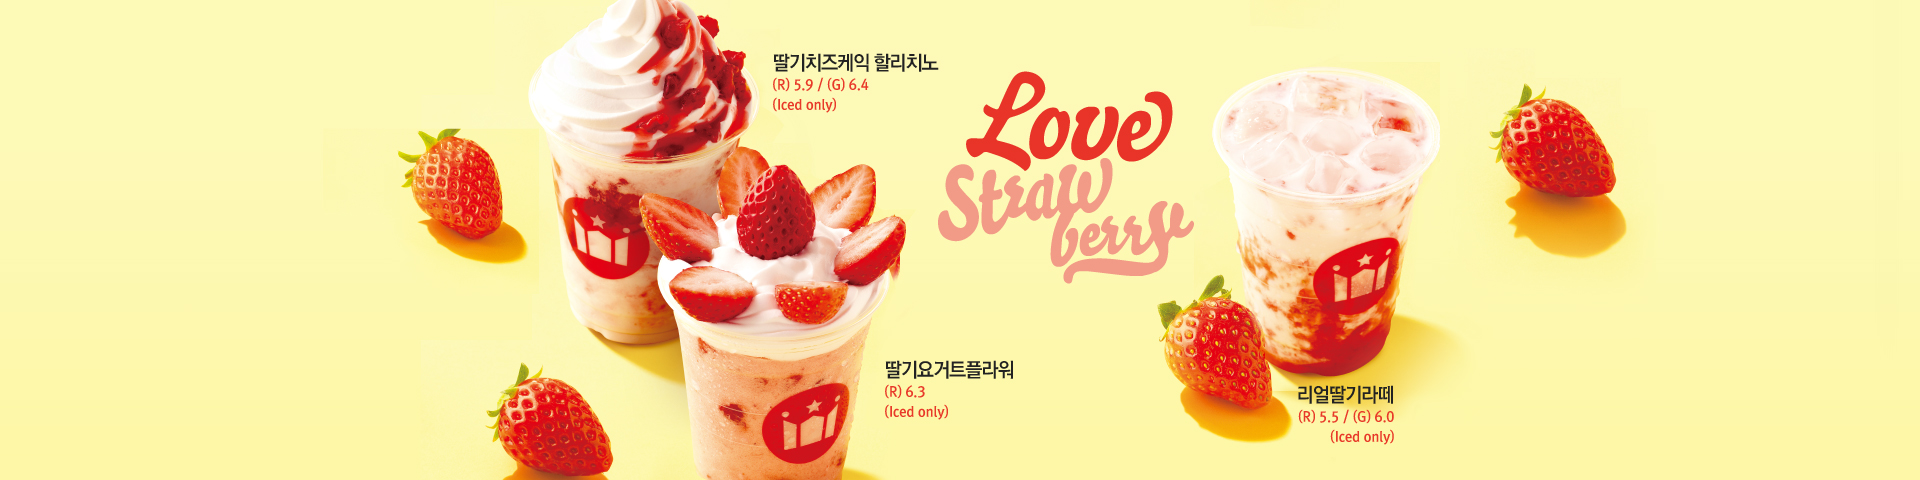 딸기치즈케익 할리치노
(R) 5.9 / (G) 6.4
(Iced only)
Love
Straw
berry
딸기요거트플라워
(R) 6.3
(Iced only)
리얼딸기라떼
(R) 5.5 / (G) 6.0
(Iced only)